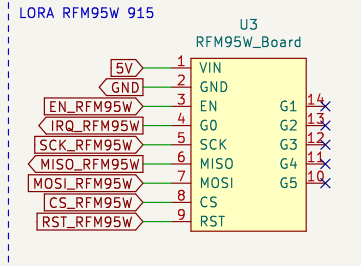 LORA RFM95W 915
U3
RFM95W_Board
5V 1 VIN
GND 2 GND
EN_RFM95W 3 EN G1 14
IRQ_RFM95W 4 G0 G2 13
SCK_RFM95W 5 SCK G3 12
MISO_RFM95W 6 MISO G4 11
MOSI_RFM95W 7 MOSI G5 10
CS_RFM95W 8 CS
RST_RFM95W 9 RST